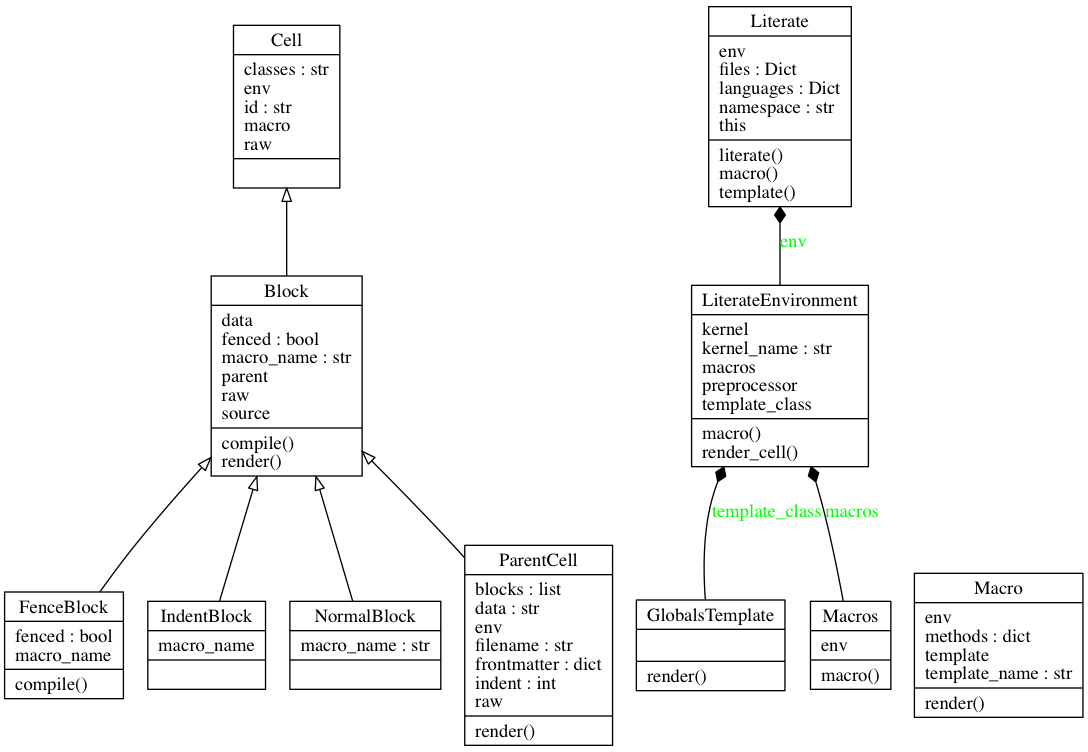 Cell
classes : str
env
id : str
macro
raw
Literate
env
files : Dict
languages : Dict
namespace : str
this
literate()
macro()
template()
env
Block
data
fenced : bool
macro_name : str
parent
raw
source
compile()
render()
LiterateEnvironment
kernel
kernel_name : str
macros
preprocessor
template_class
macro()
render_cell()
template_class
macros
FenceBlock
fenced : bool
macro_name
compile()
IndentBlock
macro_name
NormalBlock
macro_name : str
ParentCell
blocks : list
data : str
env
filename : str
frontmatter : dict
indent : int
raw
render()
GlobalsTemplate
render()
Macros
env
macro()
Macro
env
methods : dict
template
template_name : str
render()